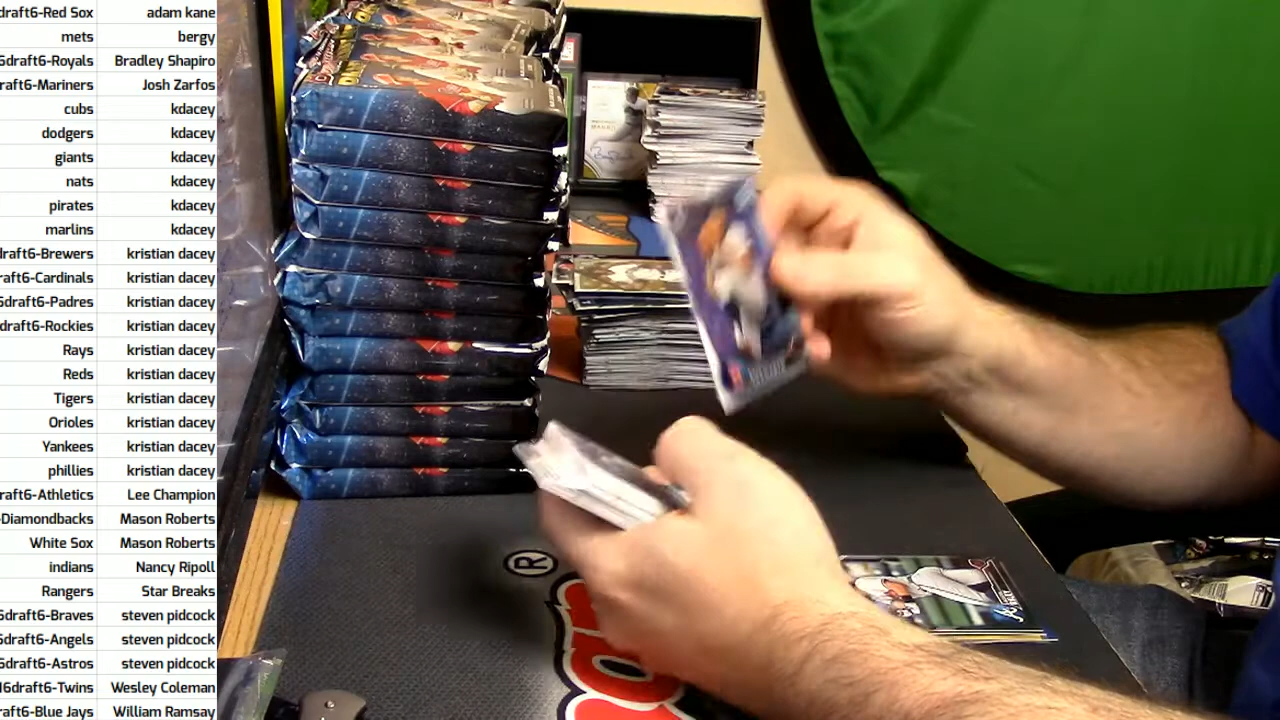 draft6-Red Sox adam kane
mets bergy
6draft6-Royals Bradley Shapiro
raft6-Mariners Josh Zarfos
cubs kdacey
dodgers kdacey
giants kdacey
nats kdacey
pirates kdacey
marlins kdacey
draft6-Brewers kristian dacey
raft6-Cardinals kristian dacey
6draft6-Padres kristian dacey
draft6-Rockies kristian dacey
Rays kristian dacey
Reds kristian dacey
Tigers kristian dacey
Orioles kristian dacey
Yankees kristian dacey
phillies kristian dacey
raft6-Athletics Lee Champion
-Diamondbacks Mason Roberts
White Sox Mason Roberts
indians Nancy Ripoll
Rangers Star Breaks
6draft6-Braves steven pidcock
draft6-Angels steven pidcock
6draft6-Astros steven pidcock
16draft6-Twins Wesley Coleman
raft6-Blue Jays William Ramsay
®